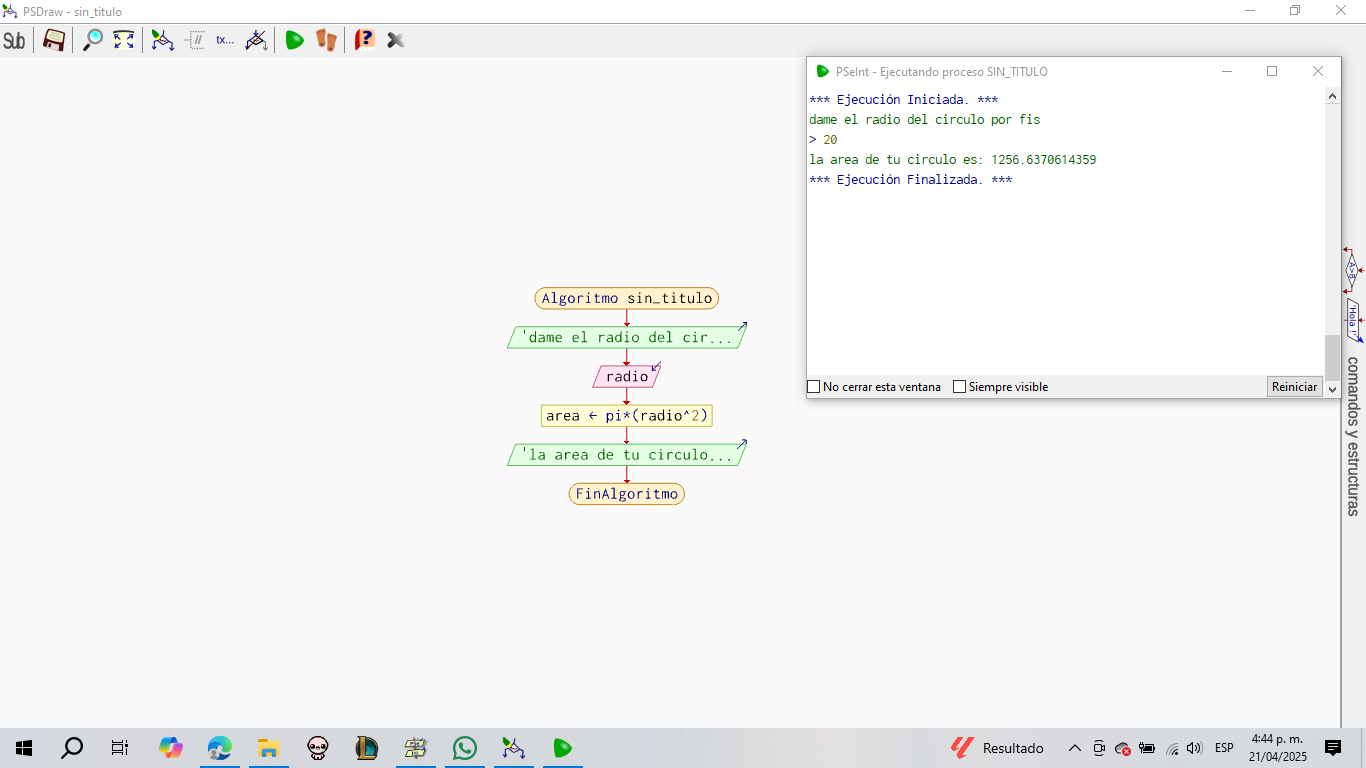 PSDraw - sin_titulo
Sub
tx...
PSeInt - Ejecutando proceso SIN_TITULO
*** Ejecución Iniciada. ***
dame el radio del circulo por fis
> 20
la area de tu circulo es: 1256.6370614359
*** Ejecución Finalizada. ***
No cerrar esta ventana
Siempre visible
Reiniciar
Algoritmo sin_titulo
'dame el radio del cir...
radio
area ← pi*(radio^2)
'la area de tu circulo...
FinAlgoritmo
A>B
'Hola !'
comandos y estructuras
Resultado
ESP
4:44 p. m.
21/04/2025